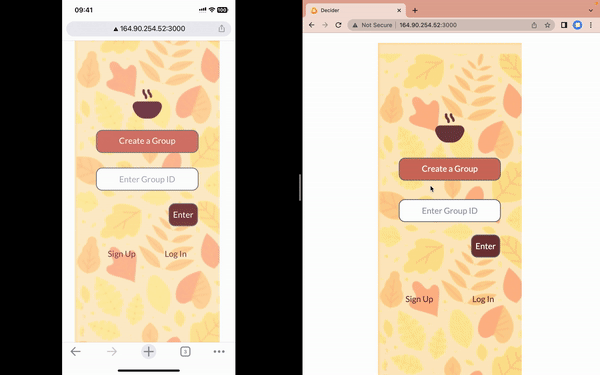 09:41
100
164.90.254.52:3000
Create a Group
Enter Group ID
Enter
Sign Up
Log In
3
Decider
Not Secure
164.90.254.52:3000
Create a Group
Enter Group ID
Enter
Sign Up
Log In